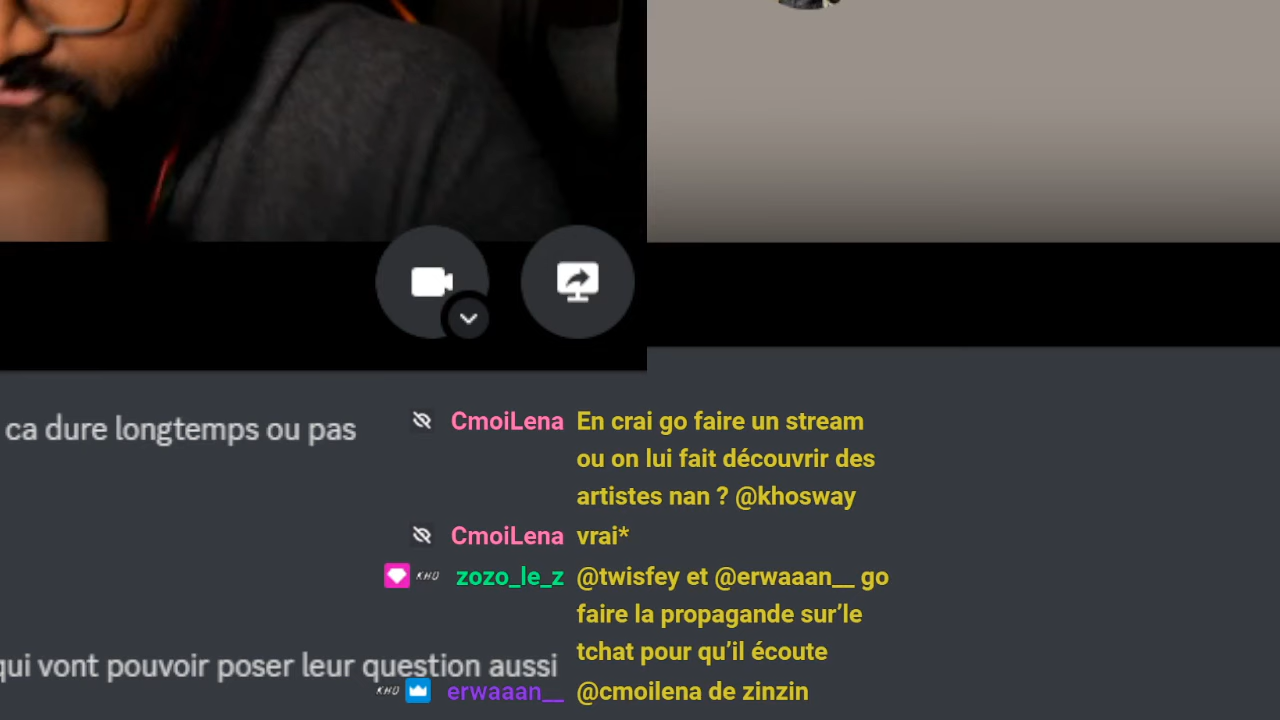 ca dure longtemps ou pas
CmoiLena En crai go faire un stream
ou on lui fait découvrir des
artistes nan ? @khosway
CmoiLena vrai*
KHO zozo_le_z @twisfey et @erwaaan__ go
faire la propagande sur’le
tchat pour qu’il écoute
qui vont pouvoir poser leur question aussi
KHO erwaaan__ @cmoilena de zinzin